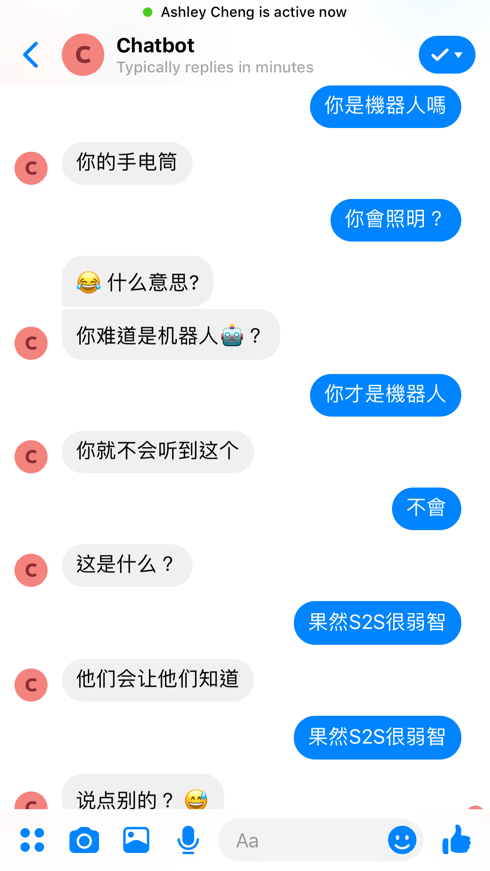 Ashley Cheng is active now
C
Chatbot
Typically replies in minutes
你是機器人嗎
C
你的手电筒
你會照明？
😂 什么意思?
C
你难道是机器人🤖？
你才是機器人
C
你就不会听到这个
不會
C
这是什么？
果然S2S很弱智
C
他们会让他们知道
果然S2S很弱智
C
说点别的？ 😅
Aa